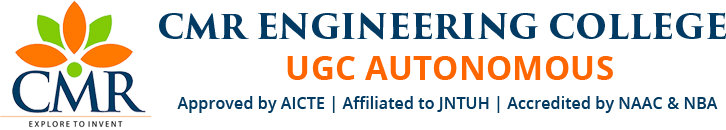 CMR
EXPLORE TO INVENT
CMR ENGINEERING COLLEGE
UGC AUTONOMOUS
Approved by AICTE | Affiliated to JNTUH | Accredited by NAAC & NBA